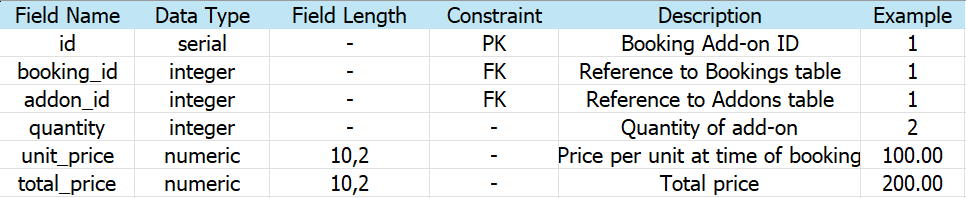 Field Name Data Type Field Length Constraint Description Example
id serial - PK Booking Add-on ID 1
booking_id integer - FK Reference to Bookings table 1
addon_id integer - FK Reference to Addons table 1
quantity integer - - Quantity of add-on 2
unit_price numeric 10,2 - Price per unit at time of booking 100.00
total_price numeric 10,2 - Total price 200.00